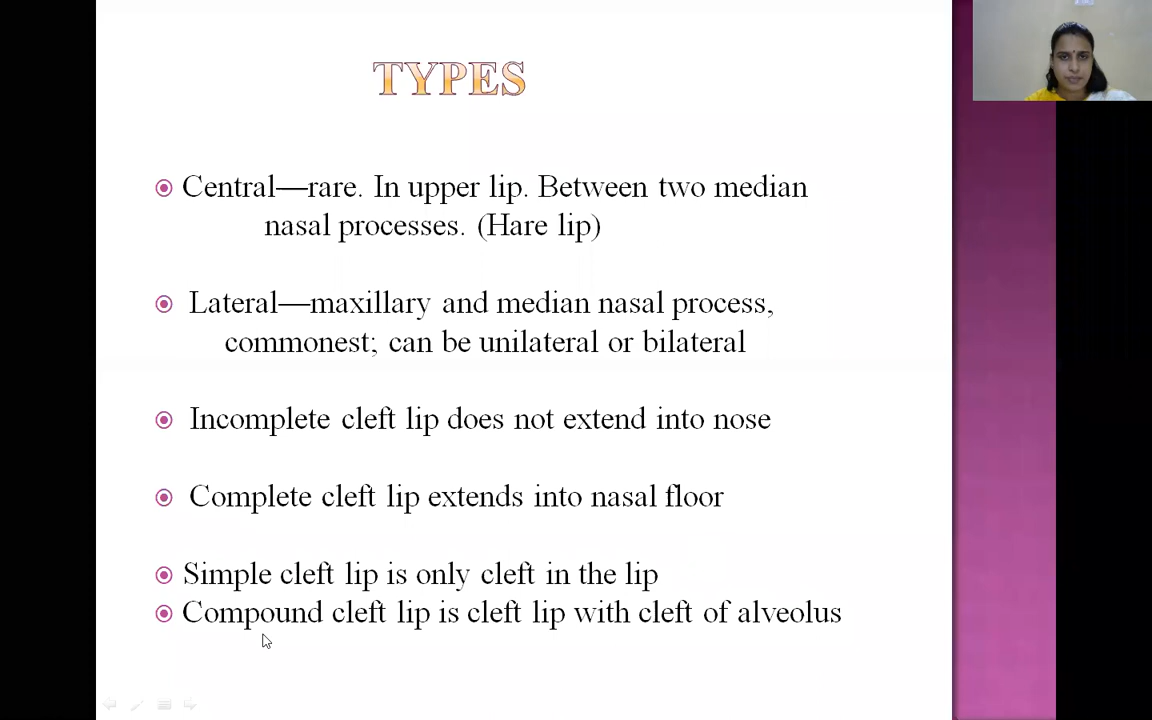 TYPES
Central—rare. In upper lip. Between two median
nasal processes. (Hare lip)
Lateral—maxillary and median nasal process,
commonest; can be unilateral or bilateral
Incomplete cleft lip does not extend into nose
Complete cleft lip extends into nasal floor
Simple cleft lip is only cleft in the lip
Compound cleft lip is cleft lip with cleft of alveolus